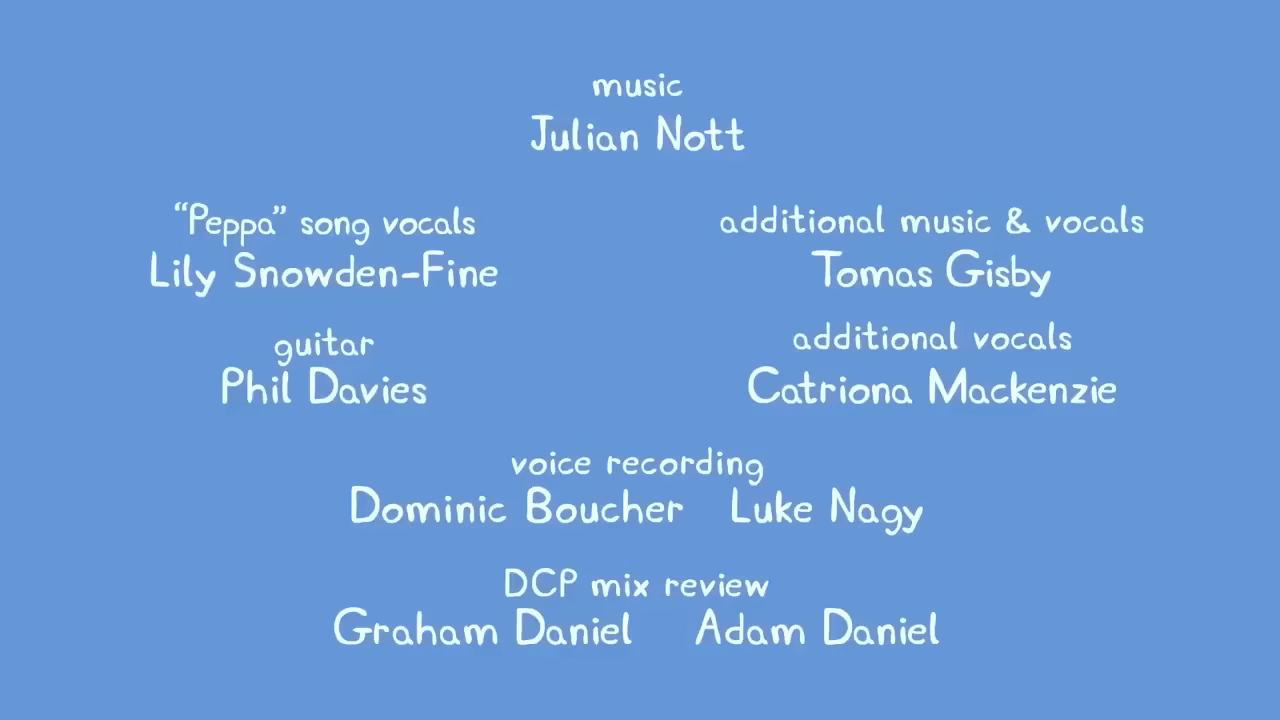 music
Julian Nott
“Peppa” song vocals
Lily Snowden-Fine
additional music & vocals
Tomas Gisby
guitar
Phil Davies
additional vocals
Catriona Mackenzie
voice recording
Dominic Boucher Luke Nagy
DCP mix review
Graham Daniel Adam Daniel